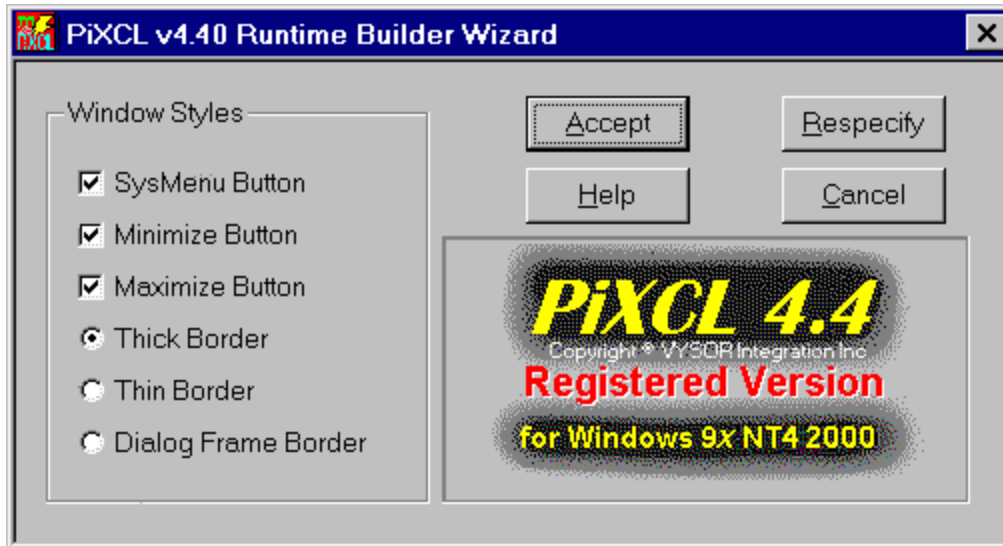 PiXCL v4.40 Runtime Builder Wizard
Window Styles
SysMenu Button
Minimize Button
Maximize Button
Thick Border
Thin Border
Dialog Frame Border
Accept
Respecify
Help
Cancel
PiXCL 4.4
Copyright © VYSOR Integration Inc
Registered Version
for Windows 9x NT4 2000